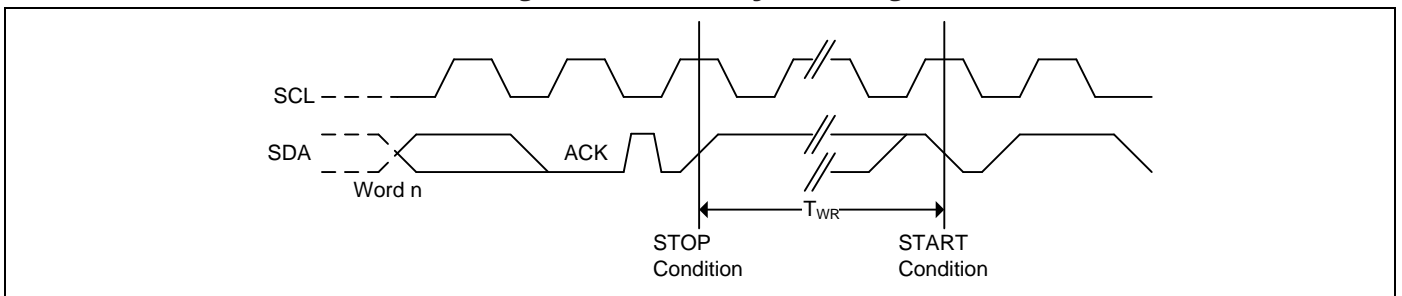 SCL
SDA
ACK
Word n
TWR
STOP
Condition
START
Condition